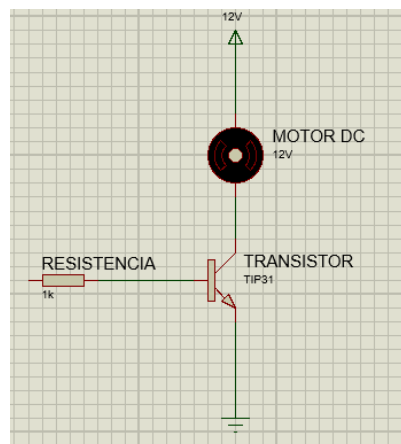 12V
MOTOR DC
12V
RESISTENCIA
1k
TRANSISTOR
TIP31